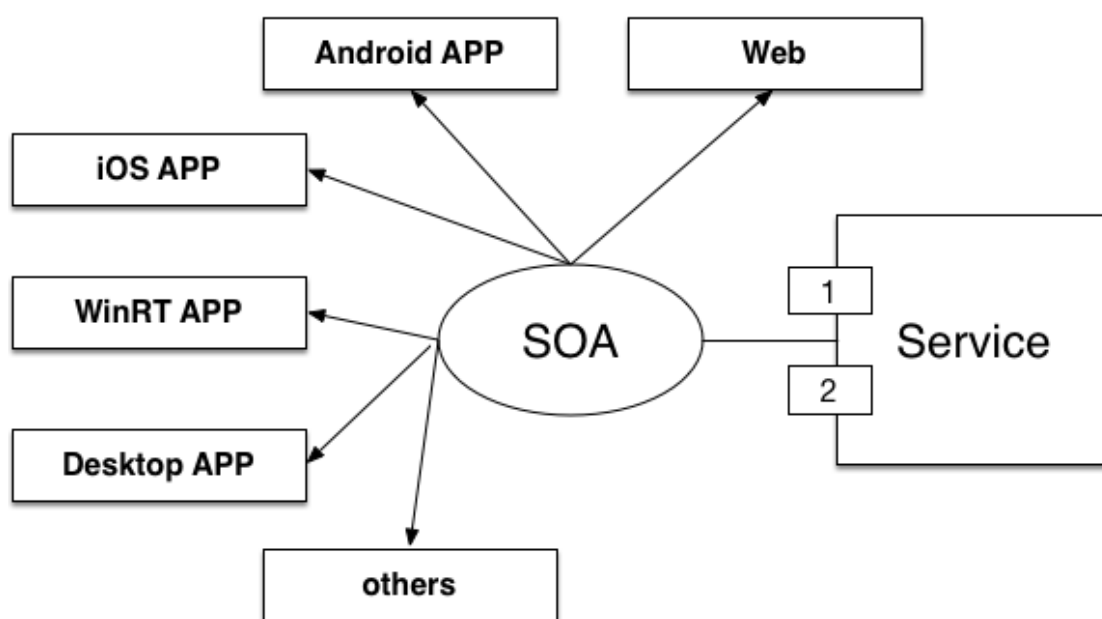 Android APP
Web
iOS APP
WinRT APP
SOA
1
Service
2
Desktop APP
others